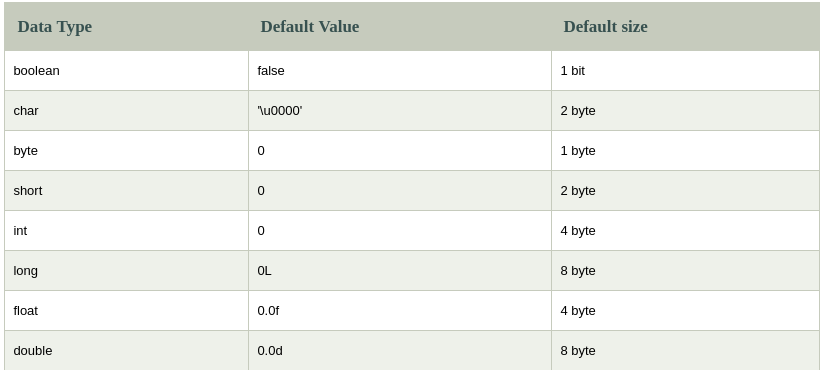 Data Type Default Value Default size
boolean false 1 bit
char '\u0000' 2 byte
byte 0 1 byte
short 0 2 byte
int 0 4 byte
long 0L 8 byte
float 0.0f 4 byte
double 0.0d 8 byte